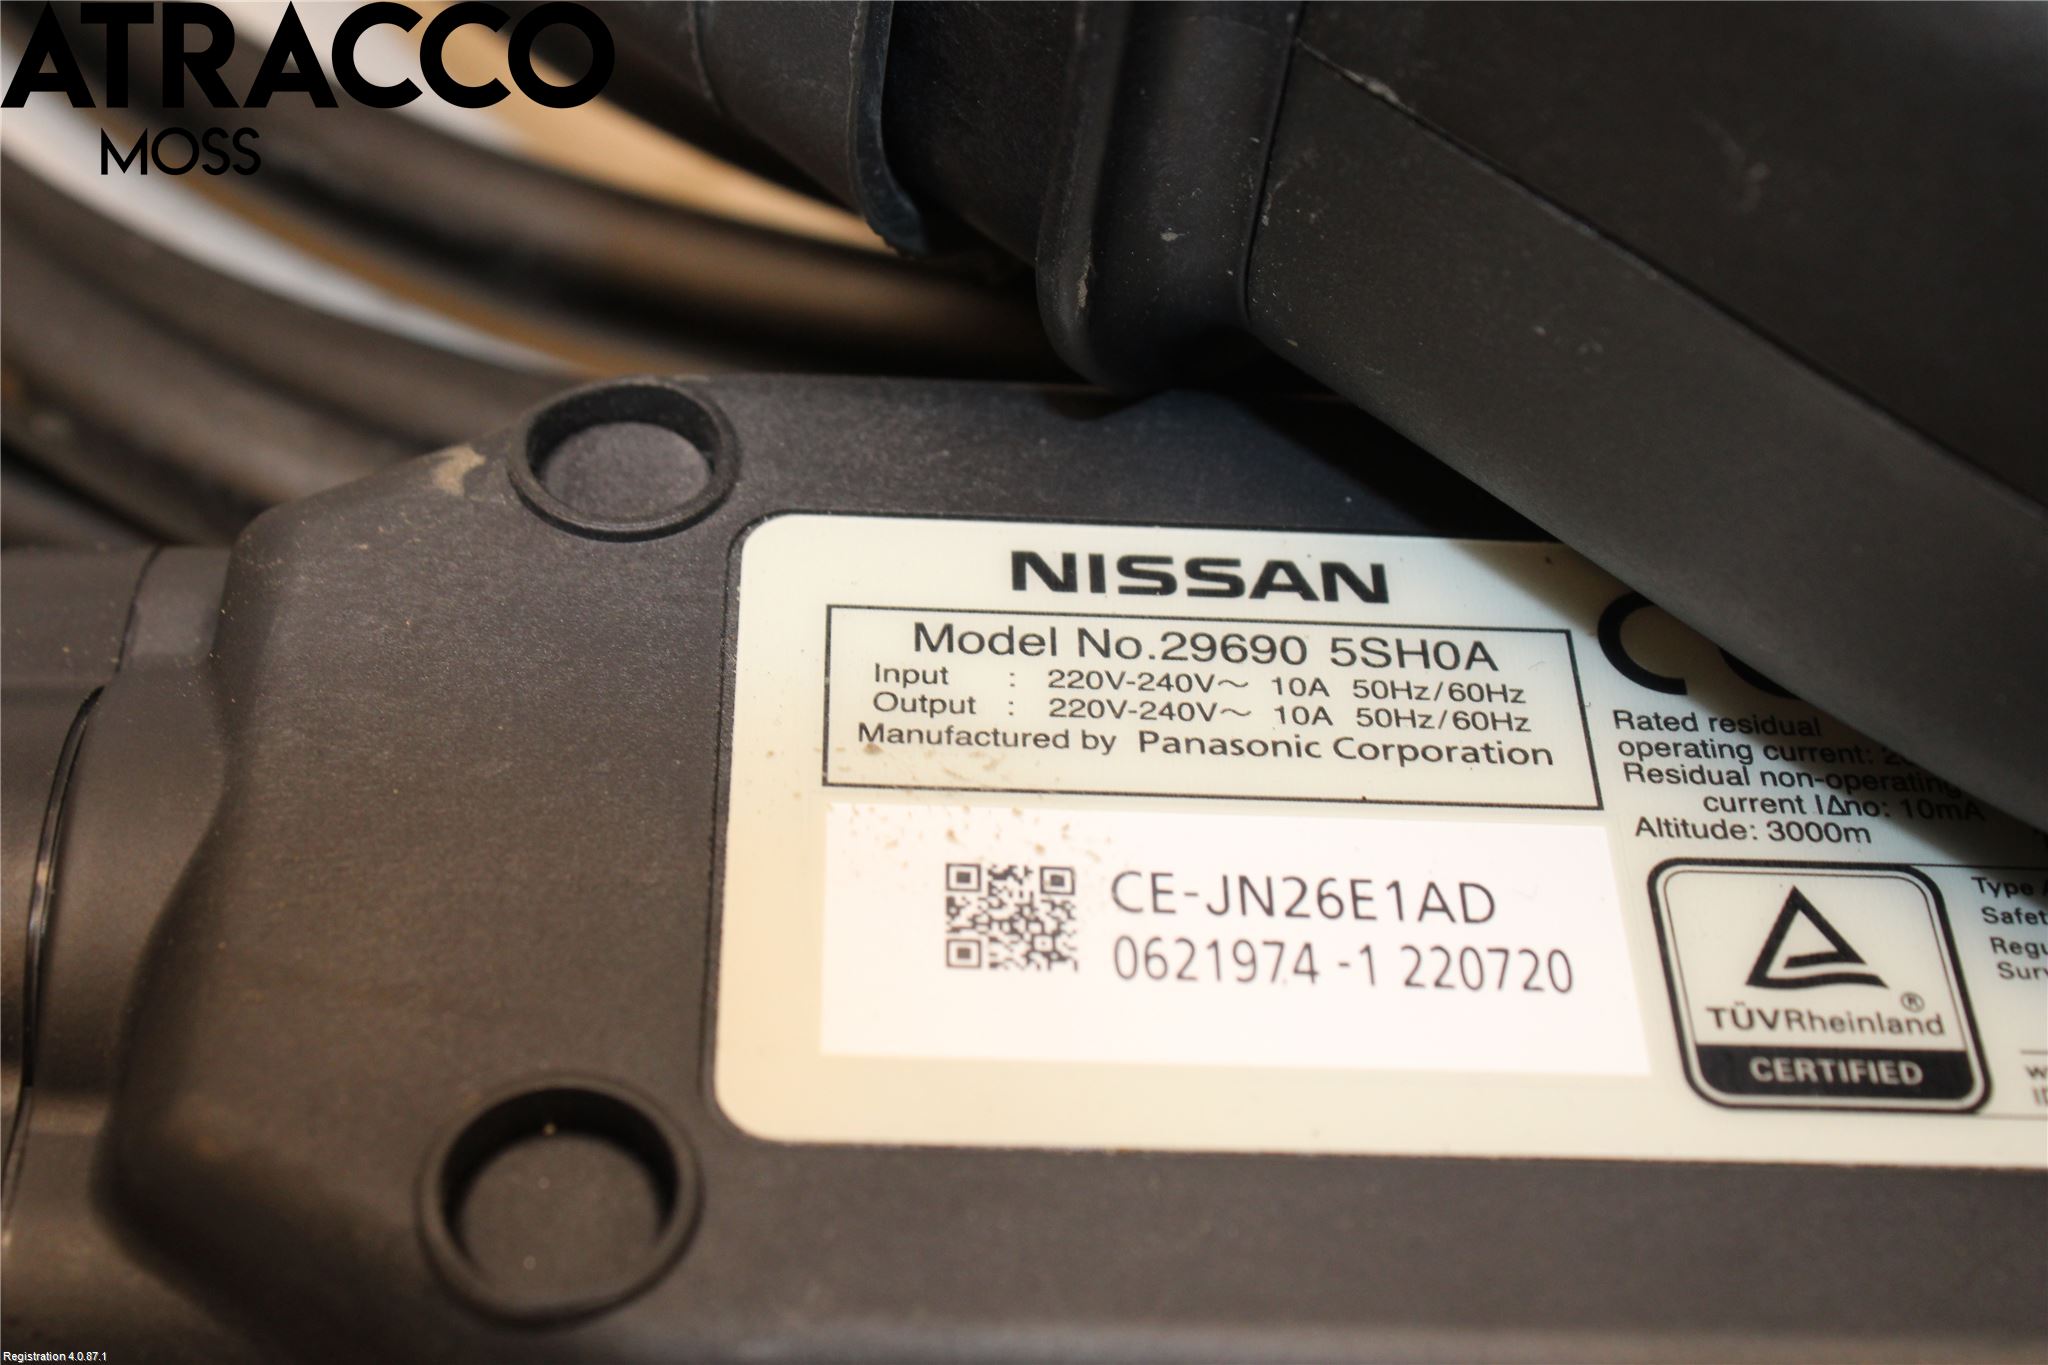 ATRACCO
MOSS
NISSAN
Model No.29690 5SH0A
Input : 220V-240V～ 10A 50Hz/60Hz
Output : 220V-240V～ 10A 50Hz/60Hz
Manufactured by Panasonic Corporation
Rated residual
operating current:
Residual non-operating
current IΔno: 10mA
Altitude: 3000m
CE-JN26E1AD
0621974-1 220720
TÜVRheinland®
CERTIFIED
Type
Registration 4.0.87.1